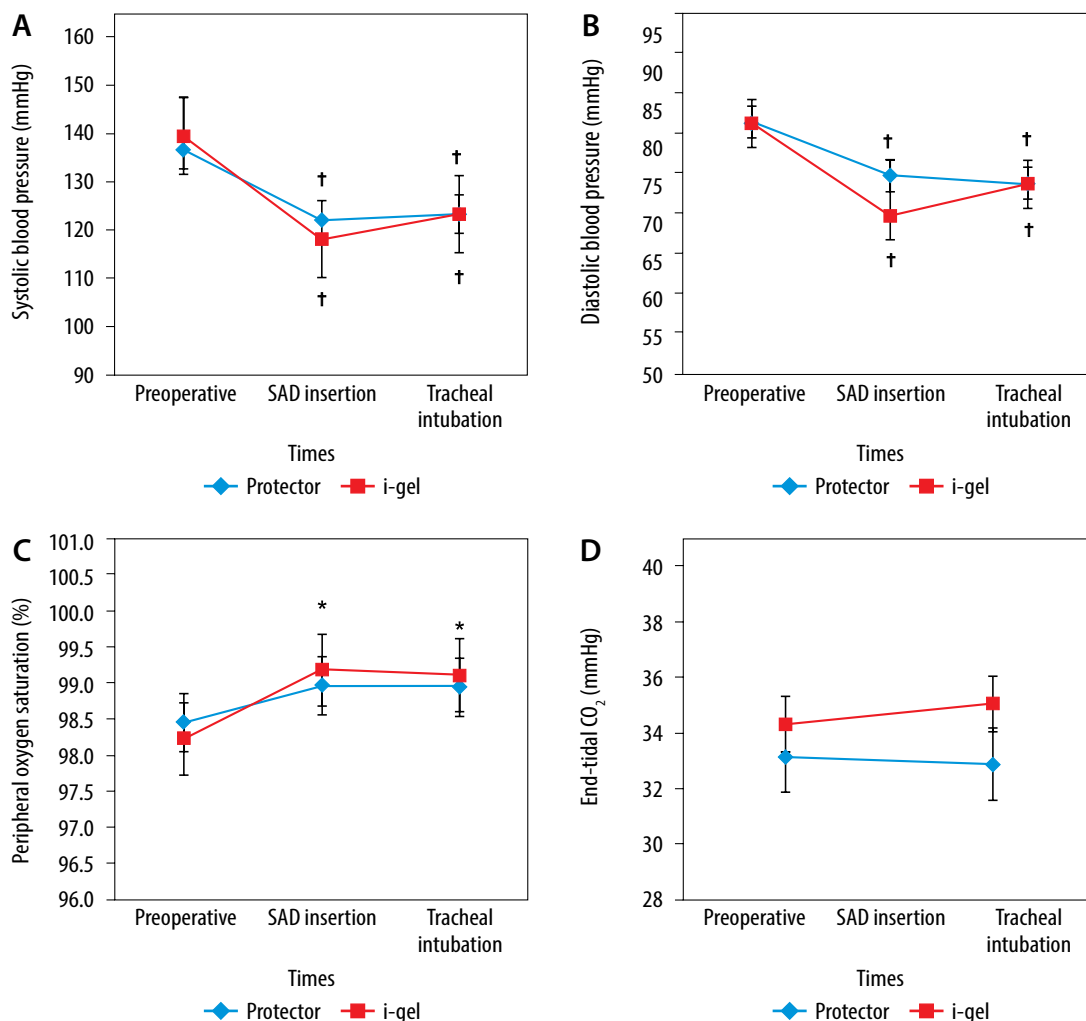 A
Systolic blood pressure (mmHg)
160
150
140
130
120
110
100
90
†
†
†
†
Preoperative
SAD insertion
Tracheal
intubation
Times
Protector
i-gel
B
Diastolic blood pressure (mmHg)
95
95
85
80
75
70
65
60
55
50
†
†
†
†
Preoperative
SAD insertion
Tracheal
intubation
Times
Protector
i-gel
C
Peripheral oxygen saturation (%)
101.0
100.5
100.0
99.5
99.0
98.5
98.0
97.5
97.0
96.5
96.0
*
*
Preoperative
SAD insertion
Tracheal
intubation
Times
Protector
i-gel
D
End-tidal CO₂ (mmHg)
40
38
36
34
32
30
28
Preoperative
SAD insertion
Tracheal
intubation
Times
Protector
i-gel